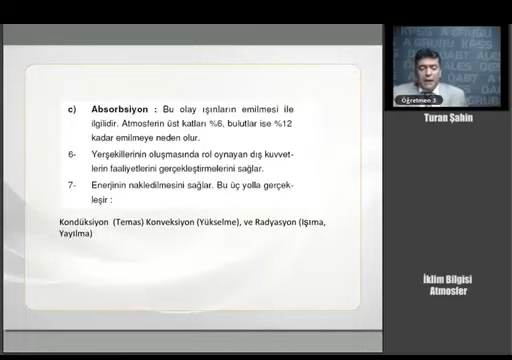 c) Absorbsiyon : Bu olay ışınların emilmesi ile
ilgilidir. Atmosferin üst katları %6, bulutlar ise %12
kadar emilmeye neden olur.
6- Yerşekillerinin oluşmasında rol oynayan dış kuvvet-
lerin faaliyetlerini gerçekleştirmelerini sağlar.
7- Enerjinin nakledilmesini sağlar. Bu üç yolla gerçek-
leşir :
Kondüksiyon (Temas) Konveksiyon (Yükselme), ve Radyasyon (Işıma,
Yayılma)
A GRUBU KPSS
Öğretmen 3
Turan Şahin
İklim Bilgisi
Atmosfer